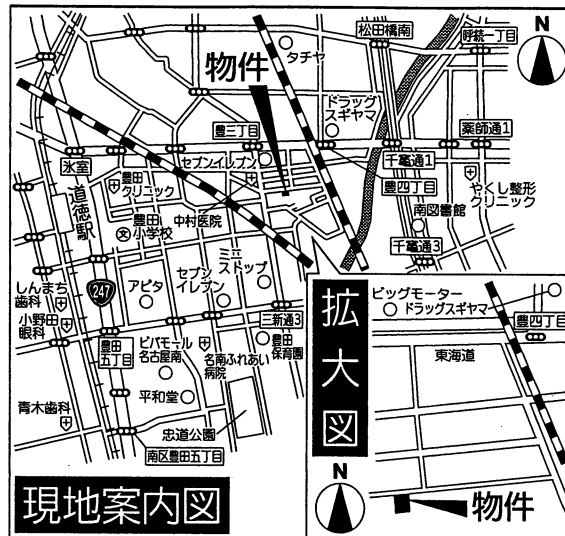 松田橋南
呼続一丁目
N
タチヤ
物件
ドラッグ
スギヤマ
豊三丁目
薬師通1
氷室
セブンイレブン
千竈通1
道徳駅
豊田
クリニック
豊四丁目
やくし整形
クリニック
中村医院
南図書館
豊田
小学校
文
千竈通3
ミニ
ストップ
しんまち
歯科
247
アピタ
セブン
イレブン
小野田
眼科
三新通3
豊田
五丁目
ビバモール
名古屋南
名南ふれあい
病院
豊田
保育園
平和堂
青木歯科
忠道公園
南区豊田五丁目
現地案内図
拡大図
ビッグモーター
ドラッグスギヤマ
豊四丁目
東海道
N
物件